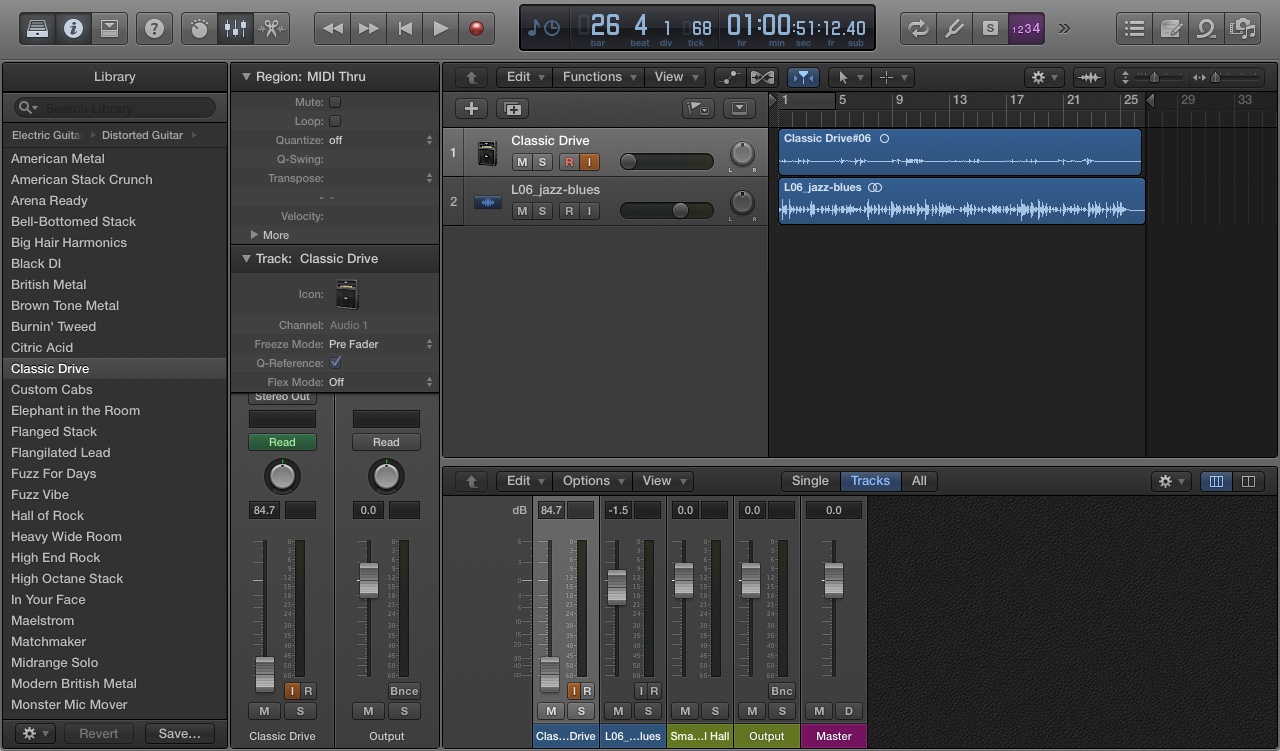 26 4 1 68 01:00:51:12.40
bar beat div tick hr min sec fr sub
S 1234
Library
Search Library
Electric Guita Distorted Guitar
American Metal
American Stack Crunch
Arena Ready
Bell-Bottomed Stack
Big Hair Harmonics
Black DI
British Metal
Brown Tone Metal
Burnin' Tweed
Citric Acid
Classic Drive
Custom Cabs
Elephant in the Room
Flanged Stack
Flangilated Lead
Fuzz For Days
Fuzz Vibe
Hall of Rock
Heavy Wide Room
High End Rock
High Octane Stack
In Your Face
Maelstrom
Matchmaker
Midrange Solo
Modern British Metal
Monster Mic Mover
Revert Save...
Region: MIDI Thru
Mute:
Loop:
Quantize: off
Q-Swing:
Transpose:
- -
Velocity:
More
Track: Classic Drive
Icon:
Channel: Audio 1
Freeze Mode: Pre Fader
Q-Reference:
Flex Mode: Off
Stereo Out
Read Read
84.7 0.0
I R Bnce
M S M S
Classic Drive Output
Edit Functions View
1 5 9 13 17 21 25 29 33
1 Classic Drive
M S R I L R
Classic Drive#06
2 L06_jazz-blues
M S R I L R
L06_jazz-blues
Edit Options View Single Tracks All
dB 84.7 -1.5 0.0 0.0 0.0
I R I R Bnc
M S M S M S M S M D
Clas...Drive L06_...lues Sma...l Hall Output Master